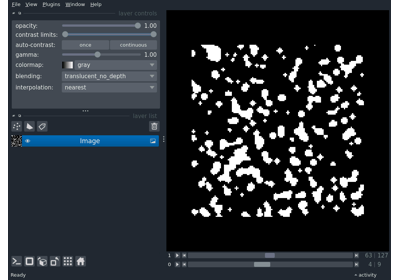 File View Plugins Window Help
layer controls
opacity: 1.00
contrast limits:
auto-contrast: once continuous
gamma: 1.00
colormap: gray
blending: translucent_no_depth
interpolation: nearest
layer list
Image
1 63 127
0 4 9
Ready activity